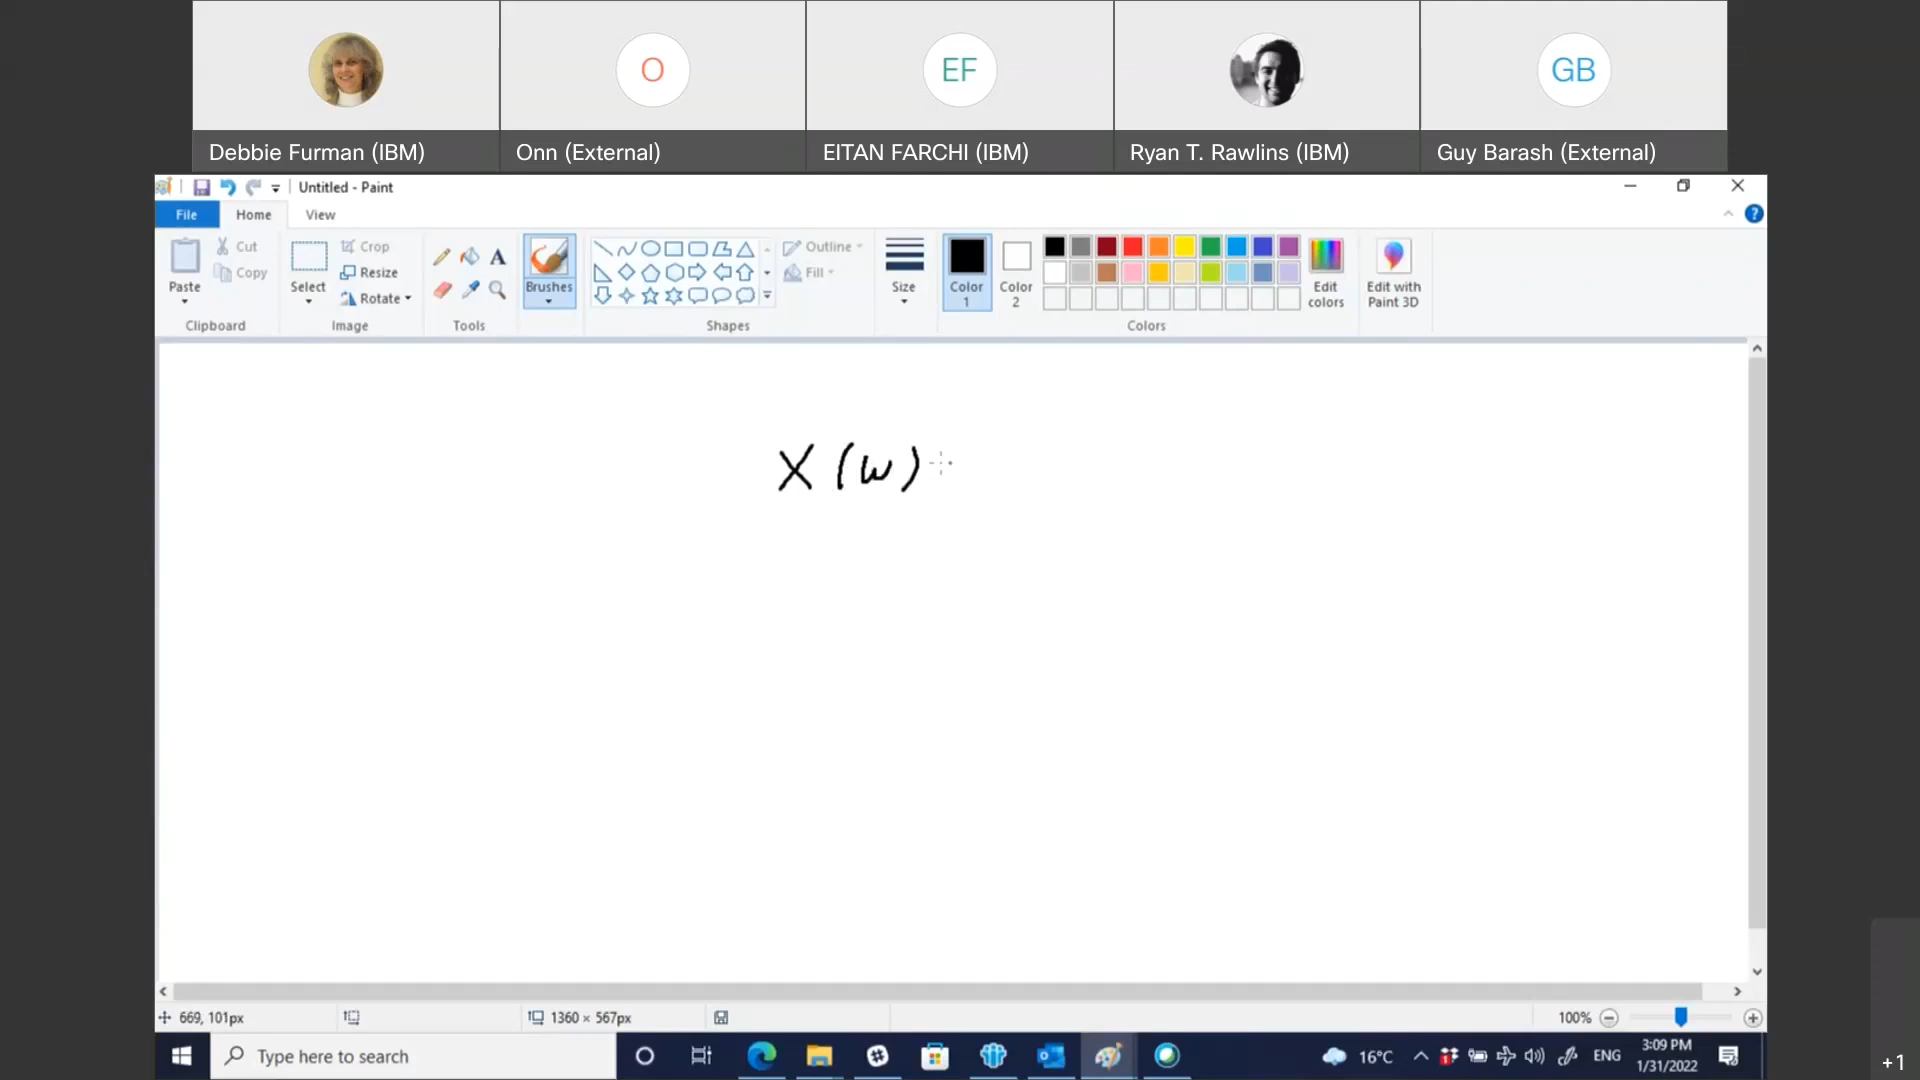 O
EF
GB
Debbie Furman (IBM)
Onn (External)
EITAN FARCHI (IBM)
Ryan T. Rawlins (IBM)
Guy Barash (External)
Untitled - Paint
File
Home
View
Paste
Cut
Copy
Clipboard
Select
Crop
Resize
Rotate
Image
A
Tools
Brushes
Outline
Fill
Shapes
Size
Color 1
Color 2
Edit colors
Colors
Edit with Paint 3D
?
X (w)
669, 101px
1360 × 567px
100%
Type here to search
16°C
ENG
3:09 PM
1/31/2022
+1